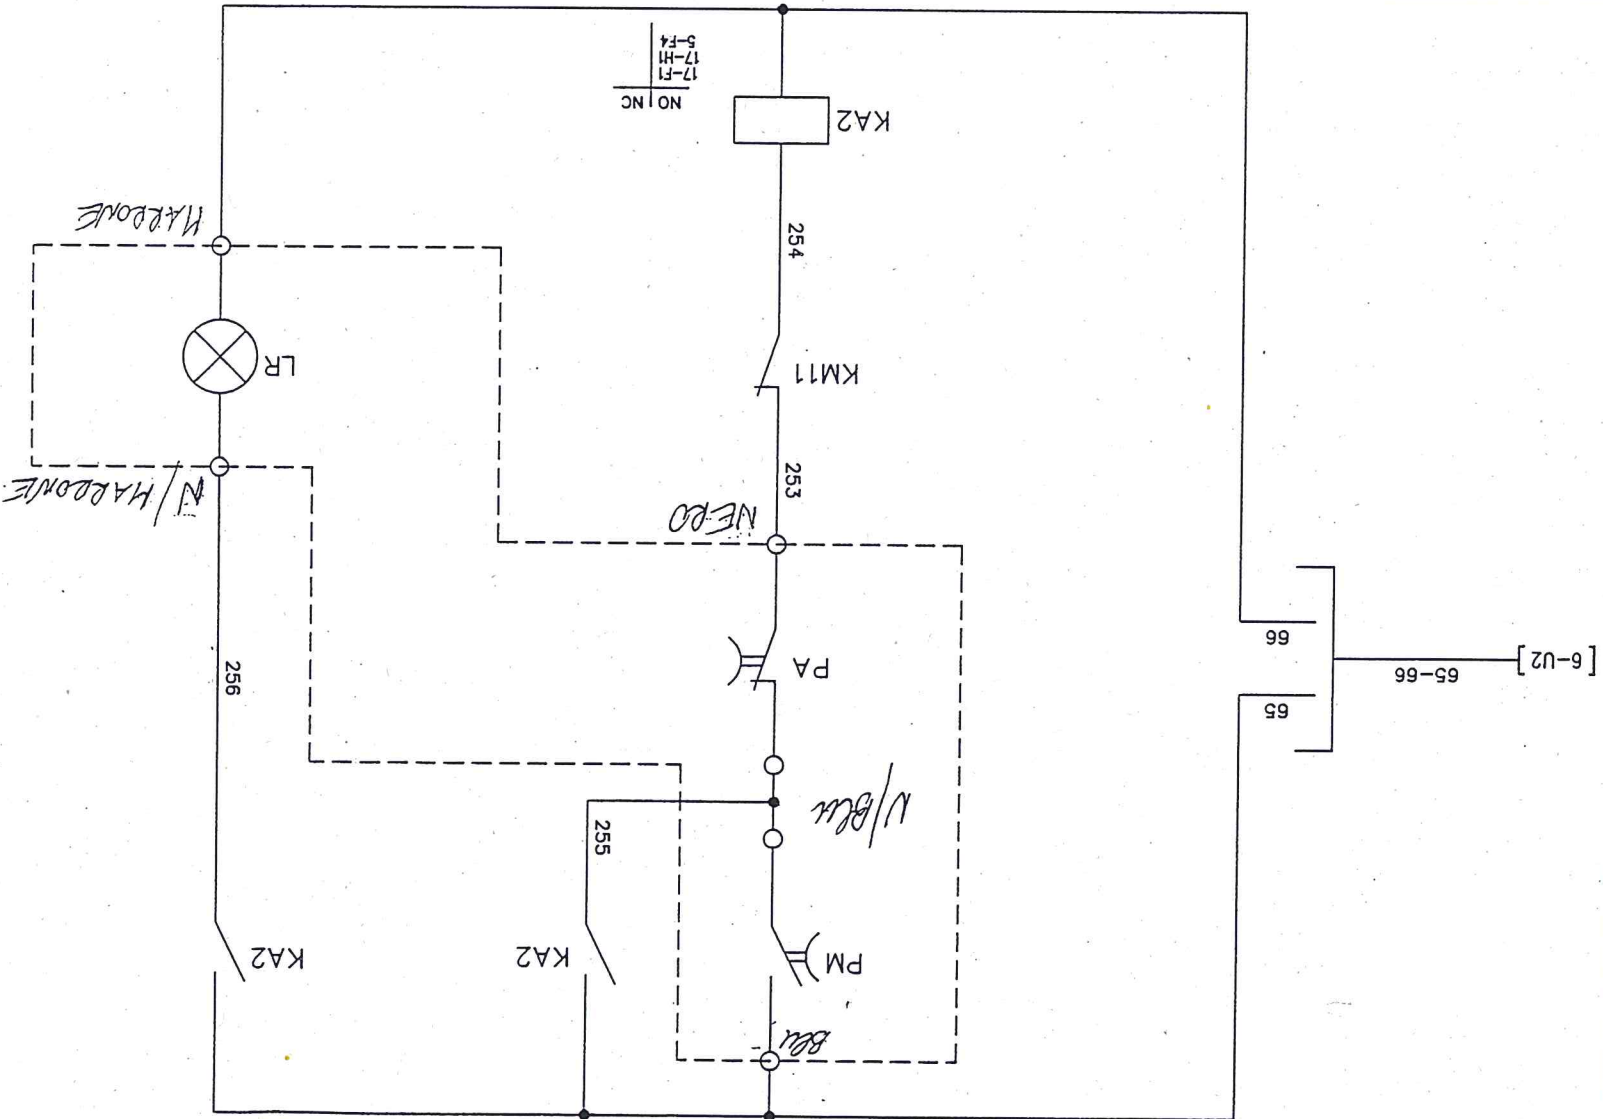 Blu
PM
KA2
KA2
255
N/Blu
65
256
PA
[6-U2]
65-66
66
NERO
253
N/MARRONE
KM11
LR
254
MARRONE
KA2
NO NC
17-F1
17-H1
5-F4